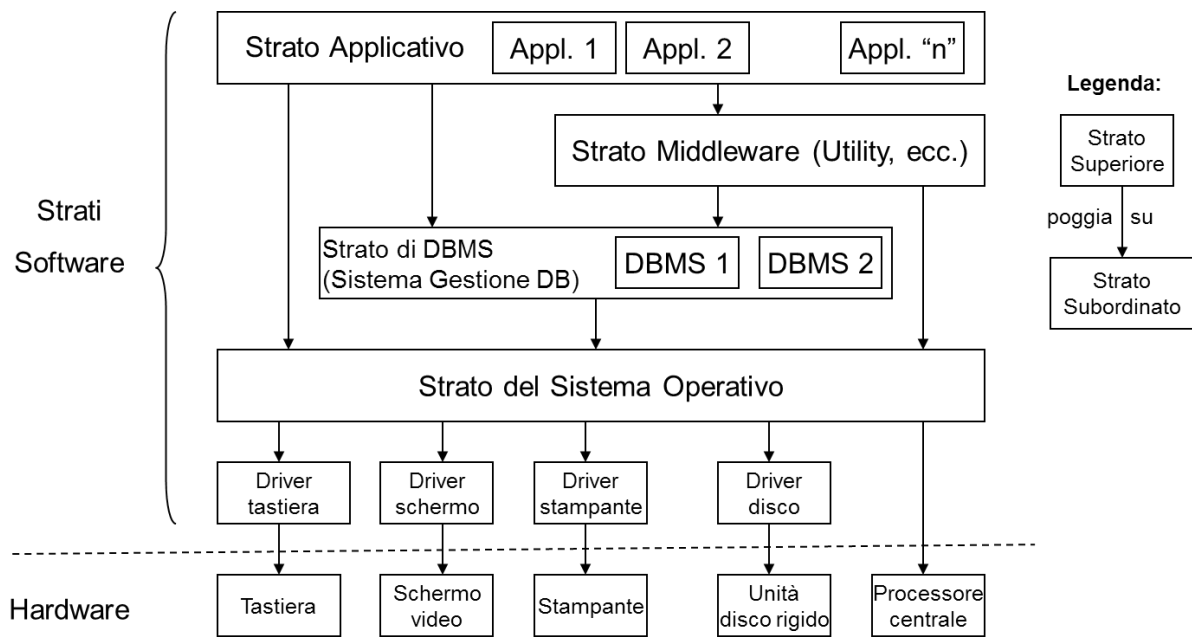 Strato Applicativo
Appl. 1
Appl. 2
Appl. “n”
Legenda:
Strato Middleware (Utility, ecc.)
Strato
Superiore
poggia su
Strato
Subordinato
Strati
Software
Strato di DBMS
(Sistema Gestione DB)
DBMS 1
DBMS 2
Strato del Sistema Operativo
Driver
tastiera
Driver
schermo
Driver
stampante
Driver
disco
Hardware
Tastiera
Schermo
video
Stampante
Unità
disco rigido
Processore
centrale